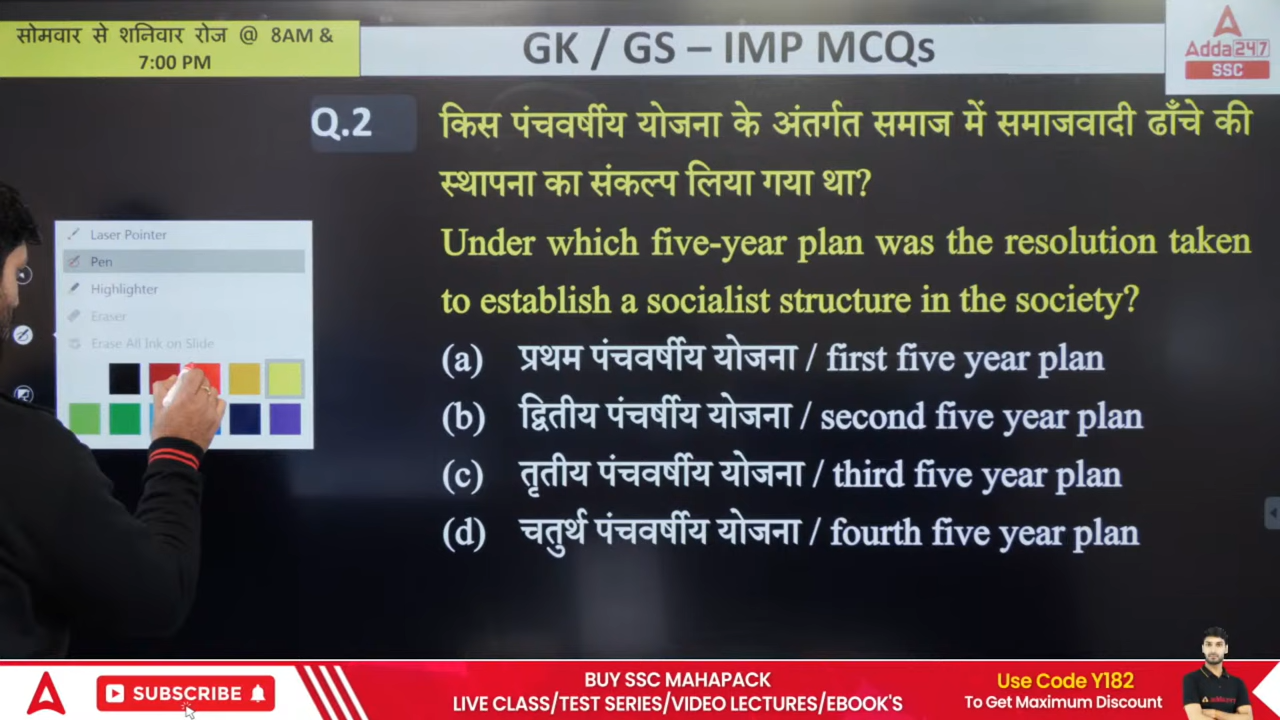 सोमवार से शनिवार रोज @ 8AM &
7:00 PM
GK / GS – IMP MCQs
Adda247
SSC
Q.2
किस पंचवर्षीय योजना के अंतर्गत समाज में समाजवादी ढाँचे की
स्थापना का संकल्प लिया गया था?
Under which five-year plan was the resolution taken
to establish a socialist structure in the society?
(a) प्रथम पंचवर्षीय योजना / first five year plan
(b) द्वितीय पंचर्षीय योजना / second five year plan
(c) तृतीय पंचवर्षीय योजना / third five year plan
(d) चतुर्थ पंचवर्षीय योजना / fourth five year plan
Laser Pointer
Pen
Highlighter
Eraser
Erase All Ink on Slide
SUBSCRIBE
BUY SSC MAHAPACK
LIVE CLASS/TEST SERIES/VIDEO LECTURES/EBOOK'S
Use Code Y182
To Get Maximum Discount